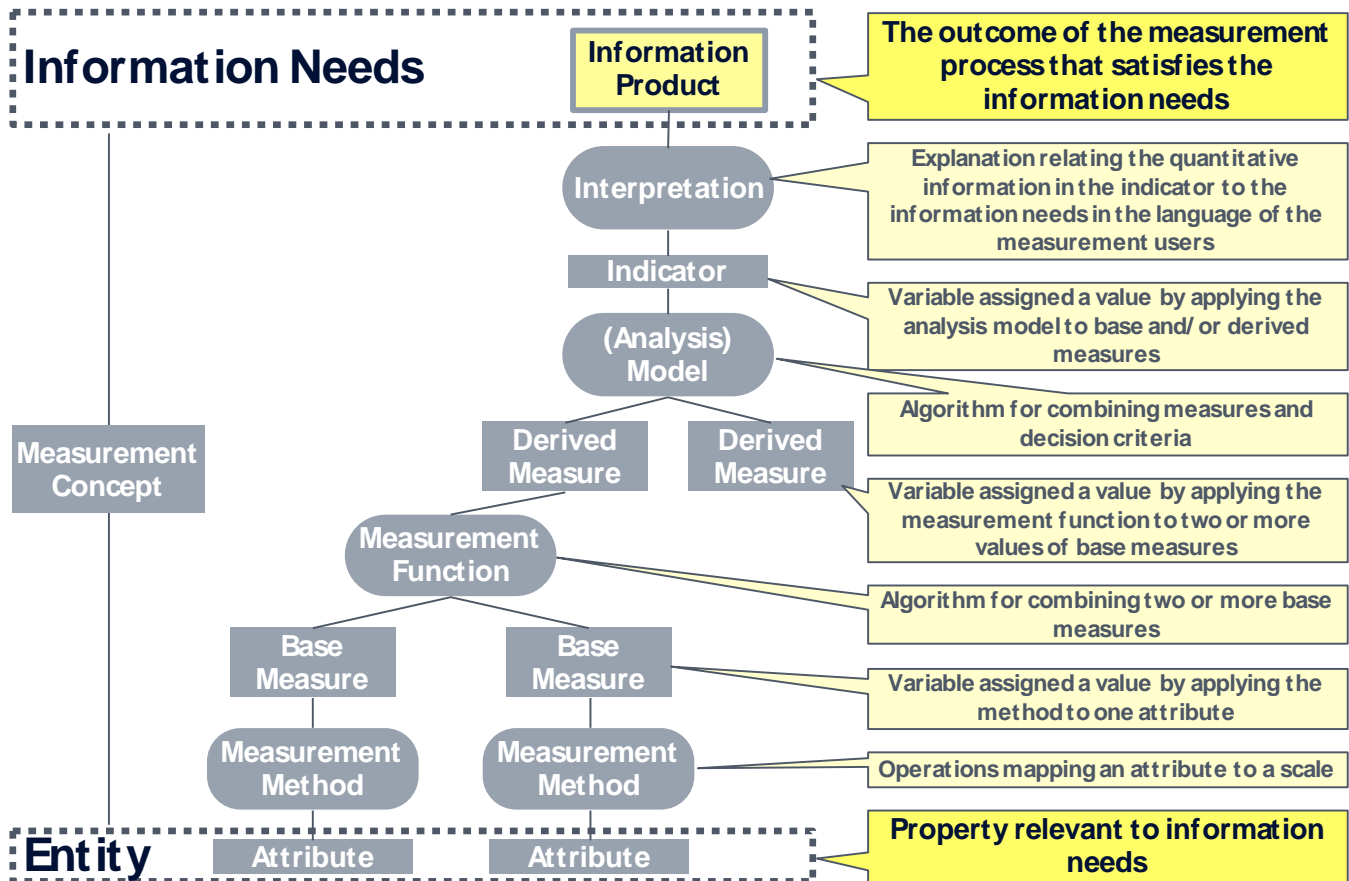 Information Needs
Information
Product
The outcome of the measurement
process that satisfies the
information needs
Interpretation
Explanation relating the quantitative
information in the indicator to the
information needs in the language of the
measurement users
Indicator
Variable assigned a value by applying the
analysis model to base and/or derived
measures
(Analysis)
Model
Algorithm for combining measures and
decision criteria
Measurement
Concept
Derived
Measure
Derived
Measure
Variable assigned a value by applying the
measurement function to two or more
values of base measures
Measurement
Function
Algorithm for combining two or more base
measures
Base
Measure
Base
Measure
Variable assigned a value by applying the
method to one attribute
Measurement
Method
Measurement
Method
Operations mapping an attribute to a scale
Entity
Attribute
Attribute
Property relevant to information
needs